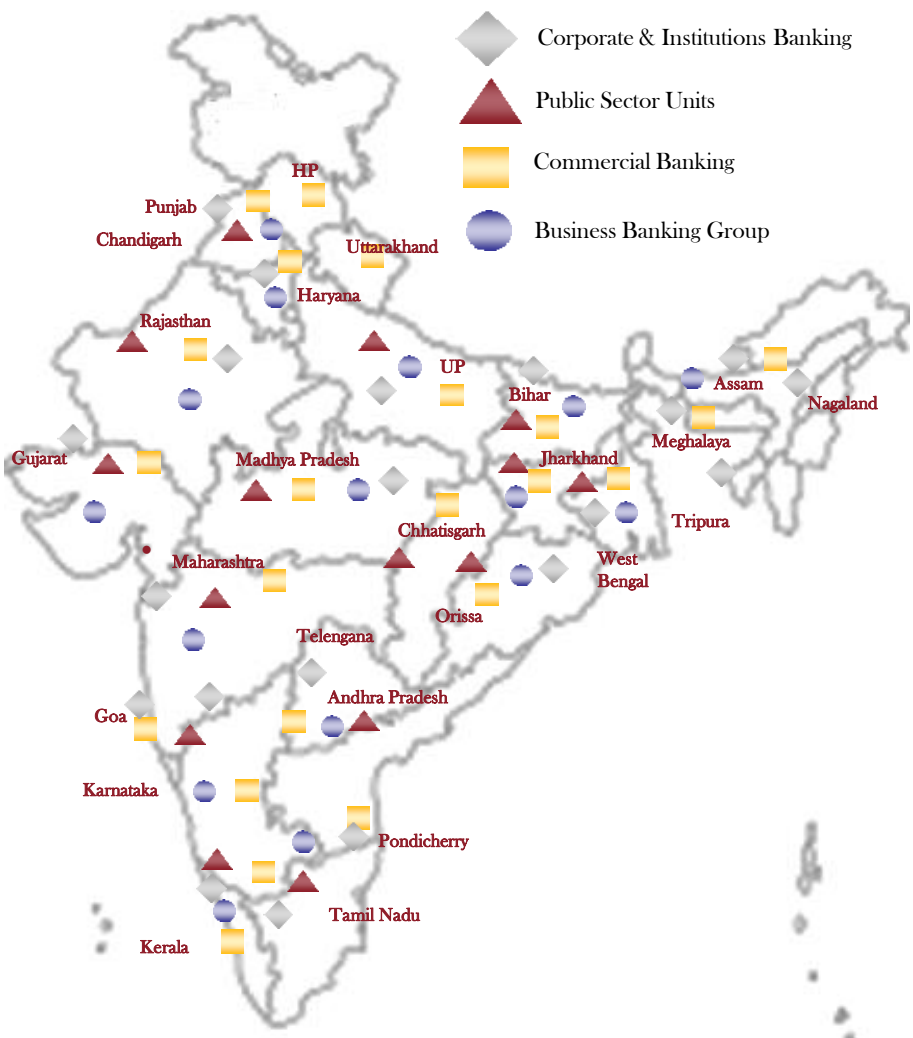 Corporate & Institutions Banking
Public Sector Units
Commercial Banking
Business Banking Group
HP
Punjab
Chandigarh
Uttarakhand
Haryana
Rajasthan
UP
Bihar
Assam
Nagaland
Meghalaya
Gujarat
Madhya Pradesh
Jharkhand
Tripura
Chhatisgarh
Maharashtra
West
Bengal
Orissa
Telengana
Andhra Pradesh
Goa
Karnataka
Pondicherry
Tamil Nadu
Kerala